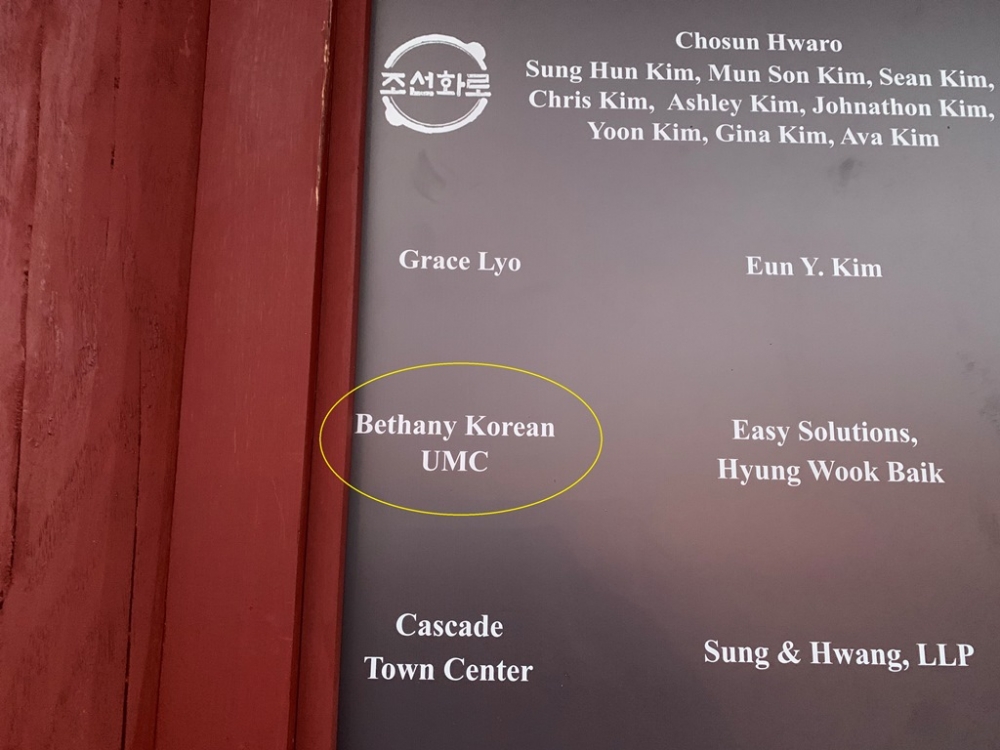 조선화로
Chosun Hwaro
Sung Hun Kim, Mun Son Kim, Sean Kim,
Chris Kim, Ashley Kim, Johnathon Kim,
Yoon Kim, Gina Kim, Ava Kim
Grace Lyo
Eun Y. Kim
Bethany Korean
UMC
Easy Solutions,
Hyung Wook Baik
Cascade
Town Center
Sung & Hwang, LLP